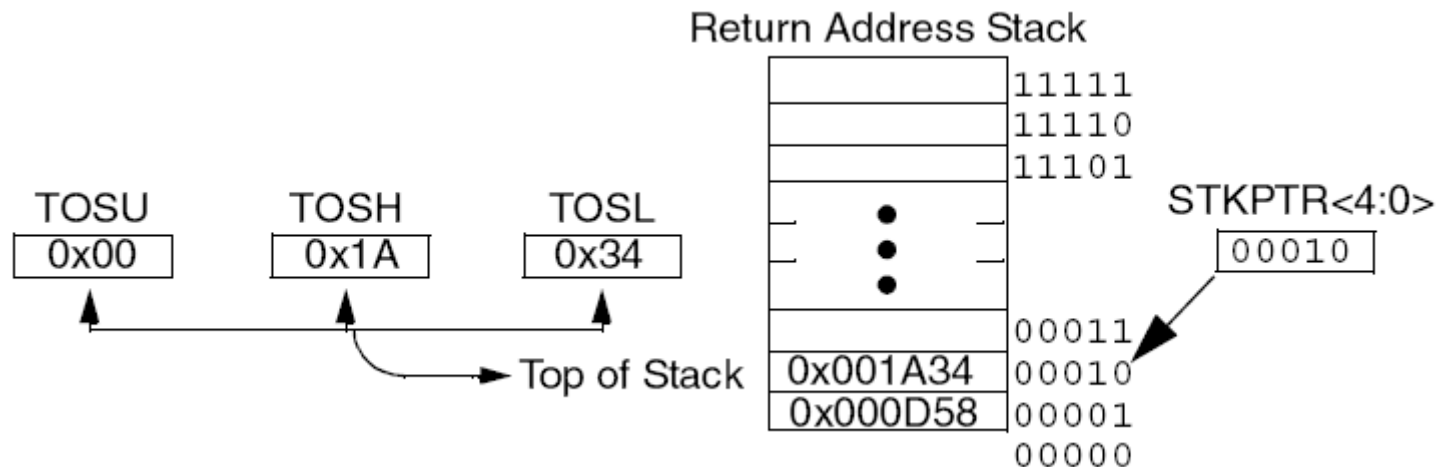 Return Address Stack
11111
11110
11101
TOSU TOSH TOSL
0x00 0x1A 0x34
STKPTR<4:0>
00010
00011
Top of Stack 0x001A34 00010
0x000D58 00001
00000